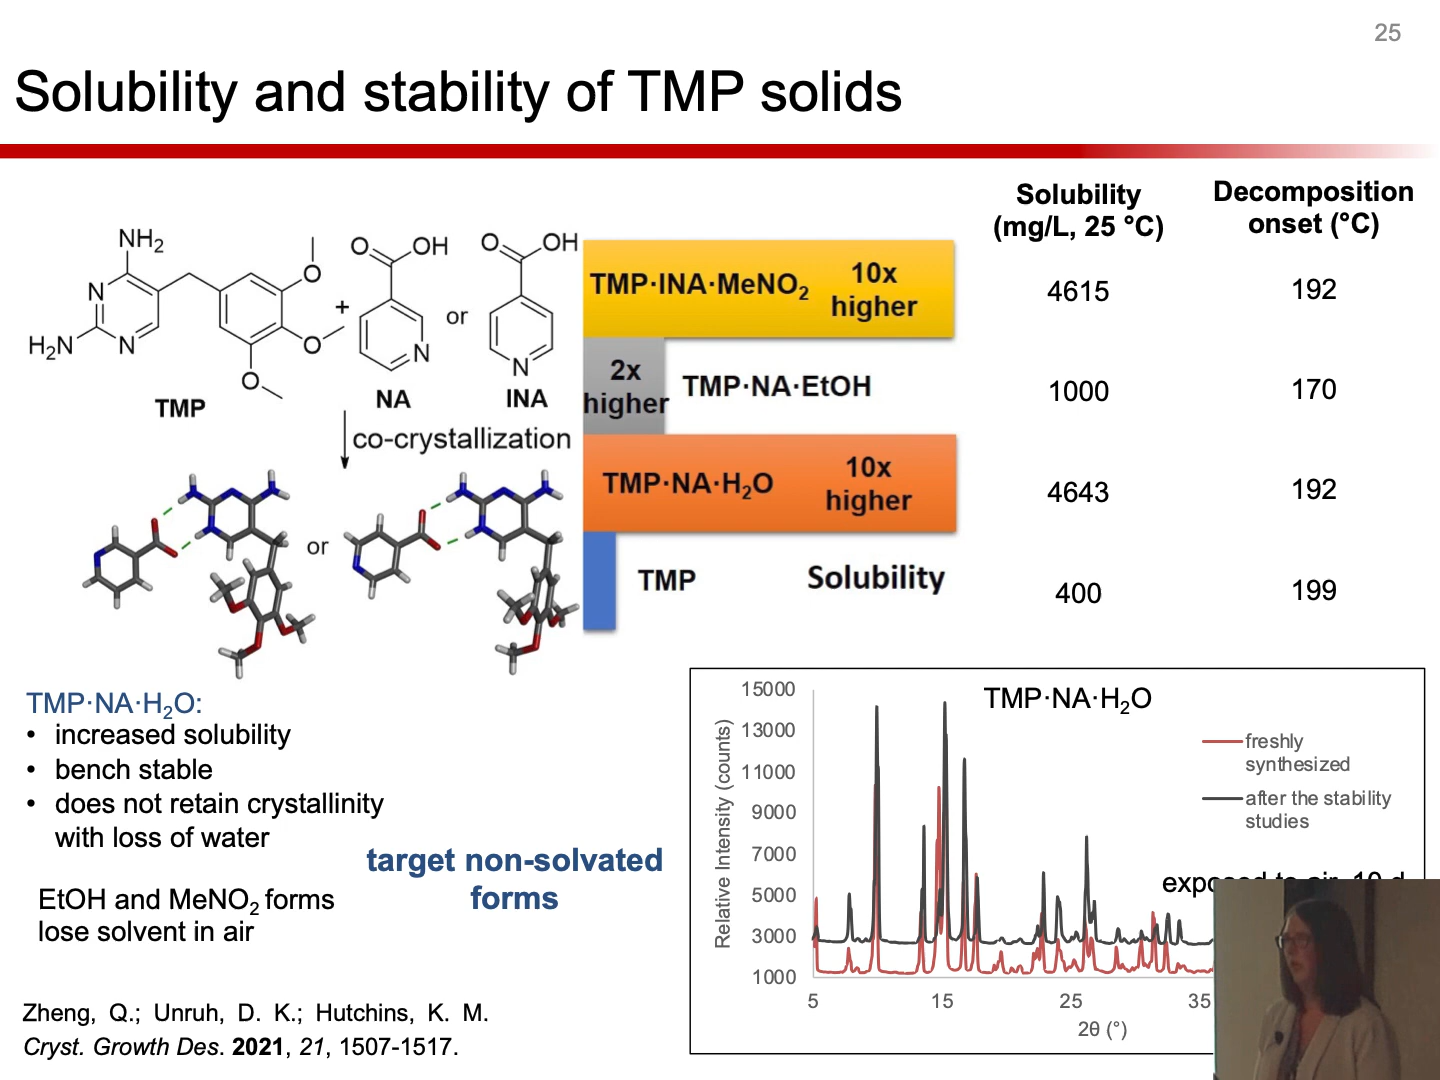 25
Solubility and stability of TMP solids
Solubility
(mg/L, 25 °C)
Decomposition
onset (°C)
NH2
N
H2N
N
O
O
O
TMP
+
O
OH
N
NA
or
O
OH
N
INA
co-crystallization
or
TMP·INA·MeNO2
10x
higher
4615
192
2x
higher
TMP·NA·EtOH
1000
170
TMP·NA·H2O
10x
higher
4643
192
TMP
Solubility
400
199
TMP·NA·H2O:
• increased solubility
• bench stable
• does not retain crystallinity
with loss of water
target non-solvated
forms
EtOH and MeNO2 forms
lose solvent in air
Zheng, Q.; Unruh, D. K.; Hutchins, K. M.
Cryst. Growth Des. 2021, 21, 1507-1517.
TMP·NA·H2O
Relative Intensity (counts)
15000
13000
11000
9000
7000
5000
3000
1000
freshly
synthesized
after the stability
studies
exposed to air, 10 d
5
15
25
35
2θ (°)